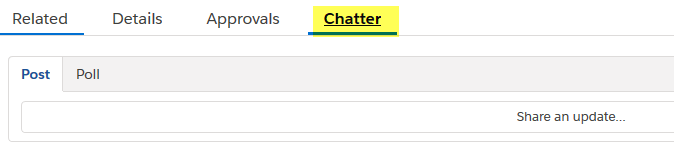 Related Details Approvals Chatter
Post Poll
Share an update...